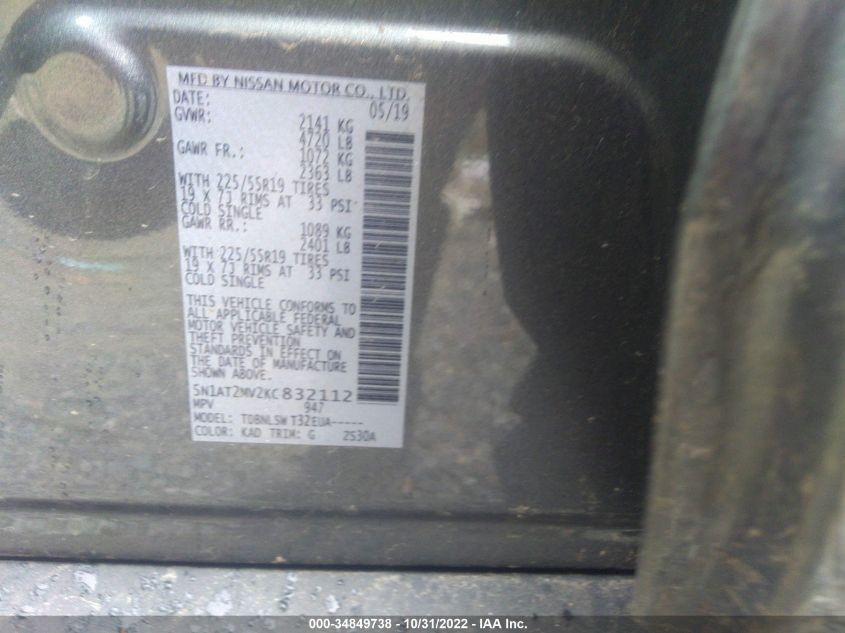 MFD BY NISSAN MOTOR CO., LTD.
DATE: 05/19
GVWR: 2141 KG
4720 LB
GAWR FR.: 1072 KG
2363 LB
WITH 225/55R19 TIRES
19 X 7J RIMS AT 33 PSI
COLD SINGLE
GAWR RR.: 1089 KG
2401 LB
WITH 225/55R19 TIRES
19 X 7J RIMS AT 33 PSI
COLD SINGLE
THIS VEHICLE CONFORMS TO
ALL APPLICABLE FEDERAL
MOTOR VEHICLE SAFETY AND
THEFT PREVENTION
STANDARDS IN EFFECT ON
THE DATE OF MANUFACTURE
SHOWN ABOVE.
5N1AT2MV2KC832112
MPV 947
MODEL: TDBNLSW T32EUA-----
COLOR: KAD TRIM: G 2S30A
000-34849738 - 10/31/2022 - IAA Inc.